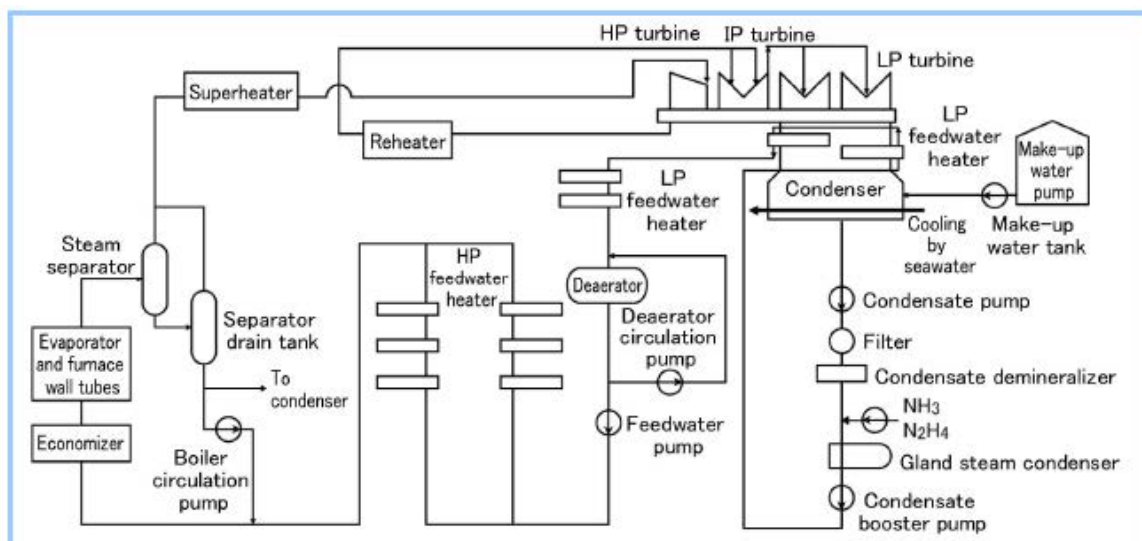 HP turbine
IP turbine
LP turbine
Superheater
Reheater
LP
feedwater
heater
Make-up
water
pump
Condenser
LP
feedwater
heater
Cooling
by
seawater
Make-up
water tank
Steam
separator
HP
feedwater
heater
Deaerator
Condensate pump
Separator
drain tank
Deaerator
circulation
pump
Filter
Evaporator
and furnace
wall tubes
To
condenser
Condensate demineralizer
NH3
N2H4
Feedwater
pump
Economizer
Boiler
circulation
pump
Gland steam condenser
Condensate
booster pump